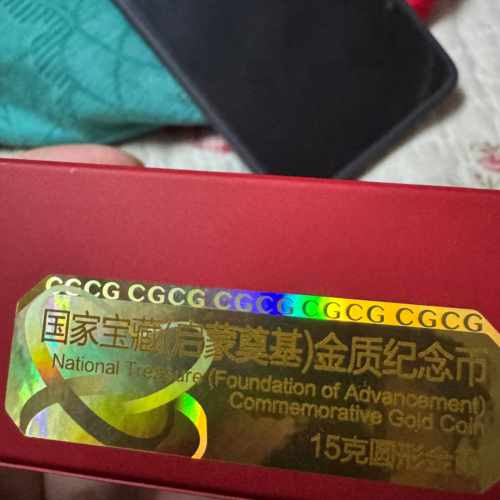 CGCG CGCG CGCG CGCG CGCG
国家宝藏(启蒙奠基)金质纪念币
National Treasure (Foundation of Advancement)
Commemorative Gold Coin
15克圆形金